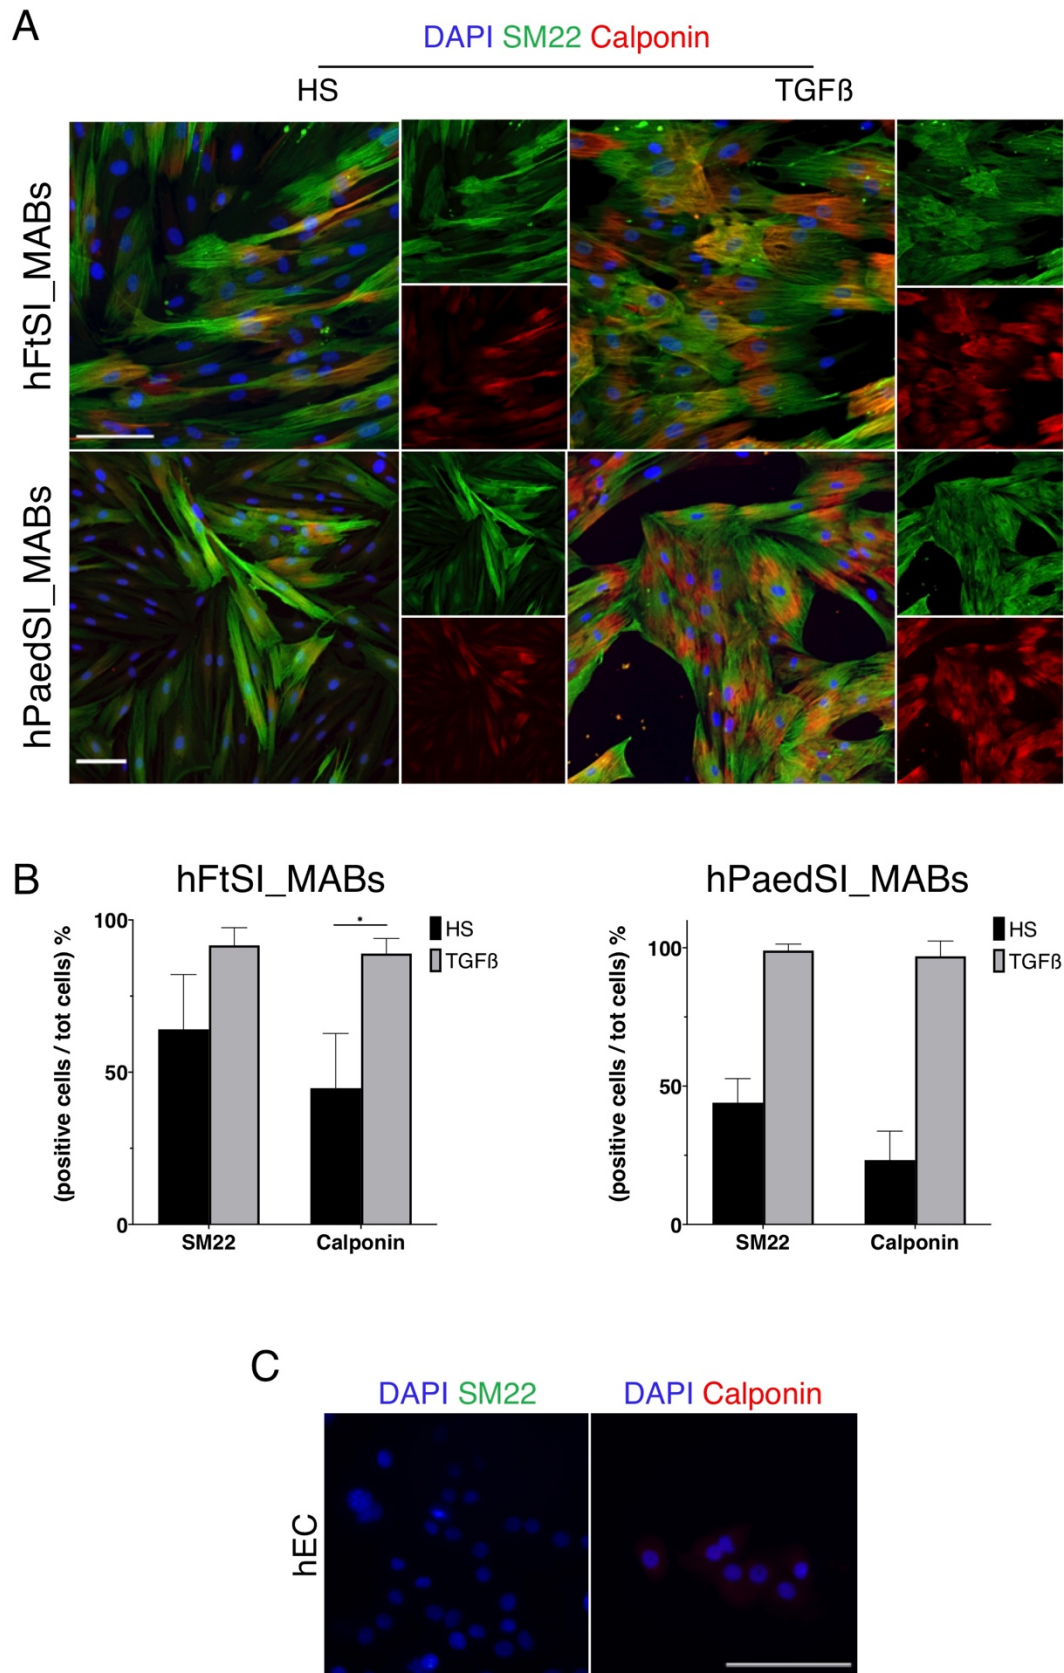 A
DAPI SM22 Calponin
HS
TGFß
hFtSI_MABs
hPaedSI_MABs
B
hFtSI_MABs
(positive cells / tot cells) %
100
50
0
*
HS
TGFß
SM22
Calponin
hPaedSI_MABs
(positive cells / tot cells) %
100
50
0
HS
TGFß
SM22
Calponin
C
DAPI SM22
DAPI Calponin
hEC